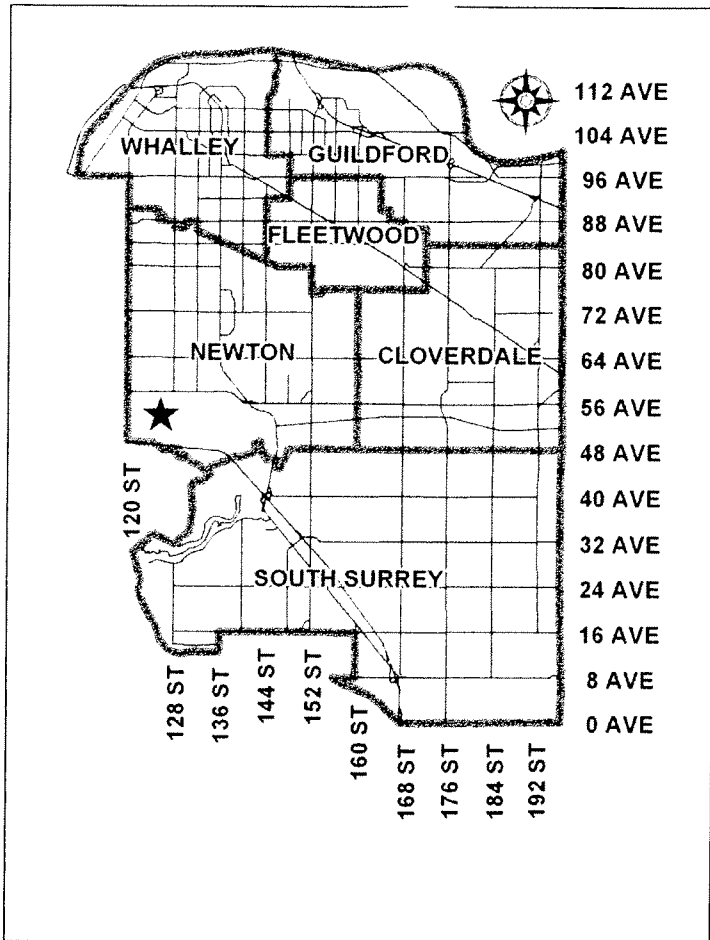 112 AVE
104 AVE
WHALLEY
GUILDFORD
96 AVE
88 AVE
FLEETWOOD
80 AVE
72 AVE
NEWTON
CLOVERDALE
64 AVE
56 AVE
48 AVE
120 ST
40 AVE
32 AVE
SOUTH SURREY
24 AVE
16 AVE
8 AVE
0 AVE
128 ST
136 ST
144 ST
152 ST
160 ST
168 ST
176 ST
184 ST
192 ST